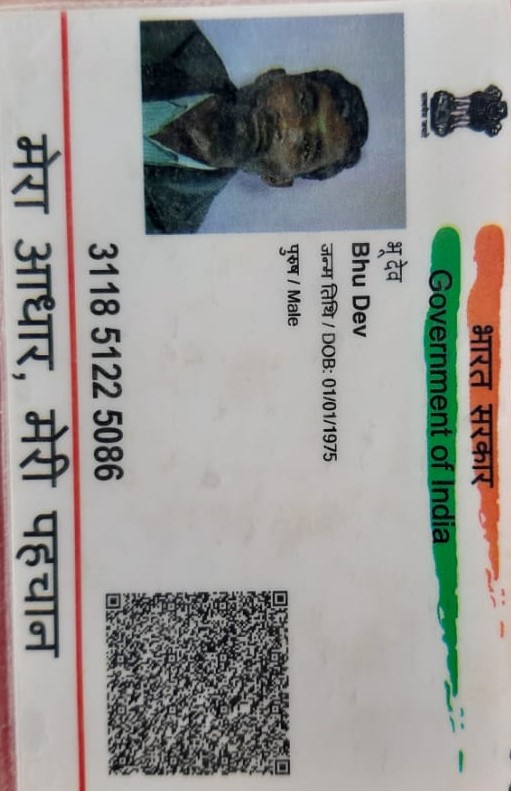 भारत सरकार
Government of India
भू देव
Bhu Dev
जन्म तिथि / DOB: 01/01/1975
पुरुष / Male
3118 5122 5086
मेरा आधार, मेरी पहचान